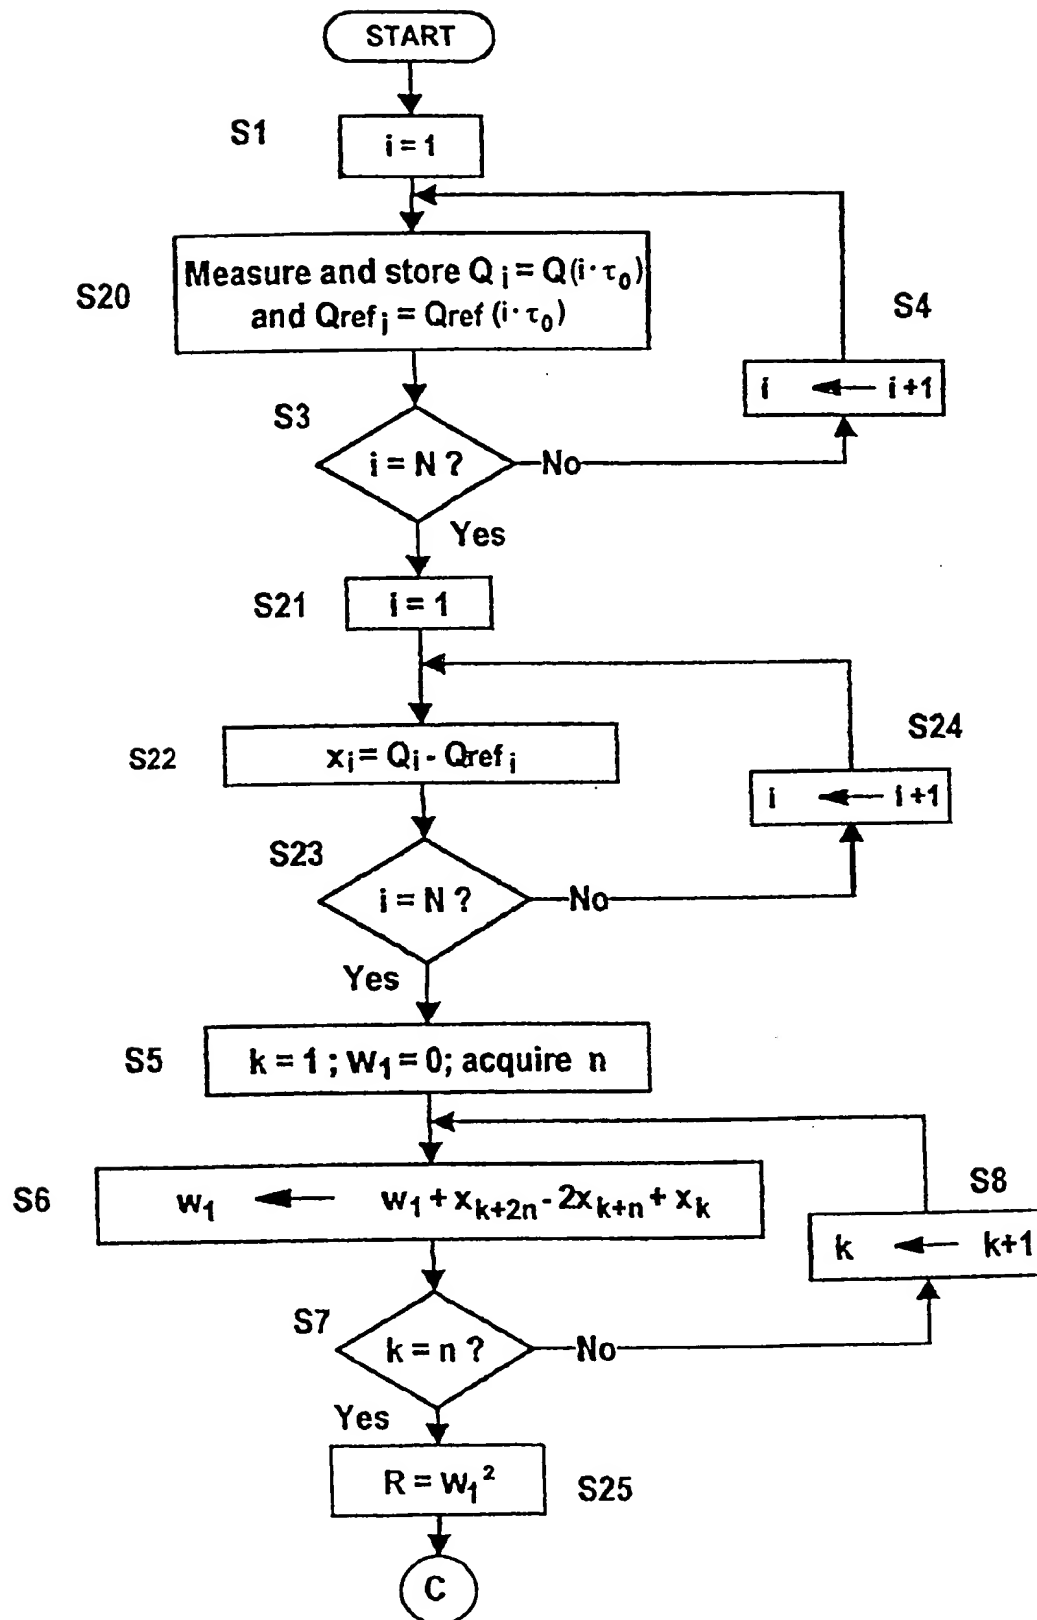 START
S1
i = 1
S20
Measure and store Q i = Q (i · τ0)
and Qref i = Qref (i · τ0)
S4
i ← i+1
S3
i = N ?
No
Yes
S21
i = 1
S22
xi = Qi - Qref i
S24
i ← i+1
S23
i = N ?
No
Yes
S5
k = 1 ; W1 = 0; acquire n
S6
w1 ← w1 + xk+2n - 2xk+n + xk
S8
k ← k+1
S7
k = n ?
No
Yes
R = W1²
S25
C